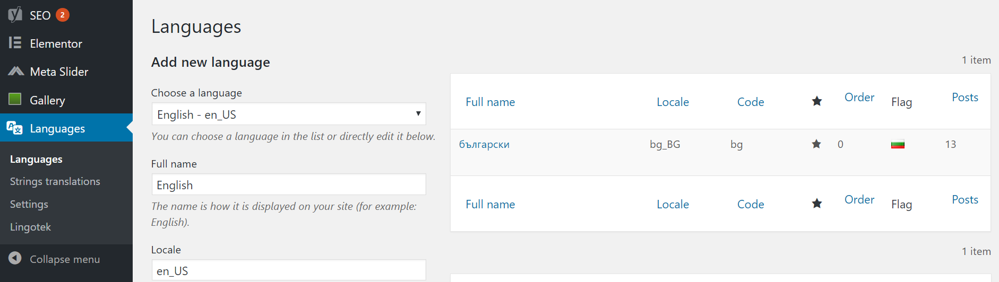 SEO 2
Elementor
Meta Slider
Gallery
Languages
Languages
Strings translations
Settings
Lingotek
Collapse menu
Languages
Add new language
Choose a language
English - en_US
You can choose a language in the list or directly edit it below.
Full name
English
The name is how it is displayed on your site (for example:
English).
Locale
en_US
1 item
Full name Locale Code Order Flag Posts
български bg_BG bg 0 13
Full name Locale Code Order Flag Posts
1 item